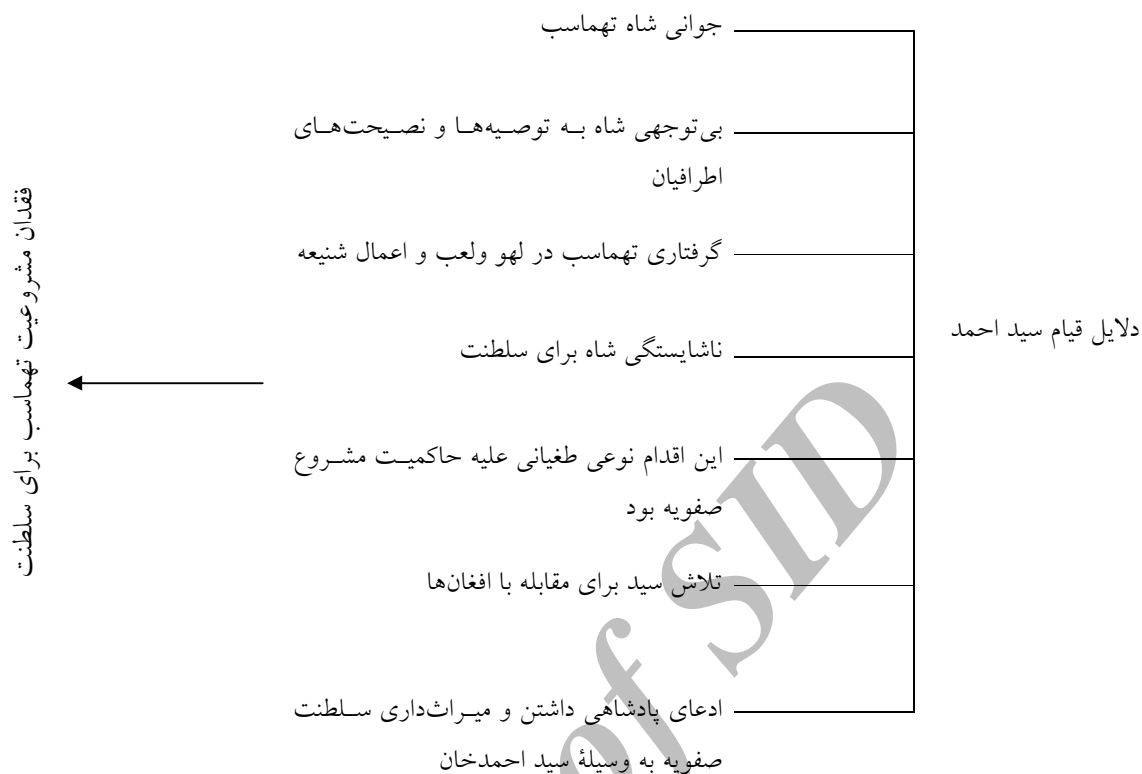 دلایل قیام سید احمد
جوانی شاه تهماسب
بی‌توجهی شاه به توصیه‌ها و نصیحت‌های
اطرافیان
گرفتاری تهماسب در لهو ولعب و اعمال شنیعه
ناشایستگی شاه برای سلطنت
این اقدام نوعی طغیانی علیه حاکمیت مشروع
صفویه بود
تلاش سید برای مقابله با افغان‌ها
ادعای پادشاهی داشتن و میراث‌داری سلطنت
صفویه به وسیلهٔ سید احمدخان
فقدان مشروعیت تهماسب برای سلطنت
of SID